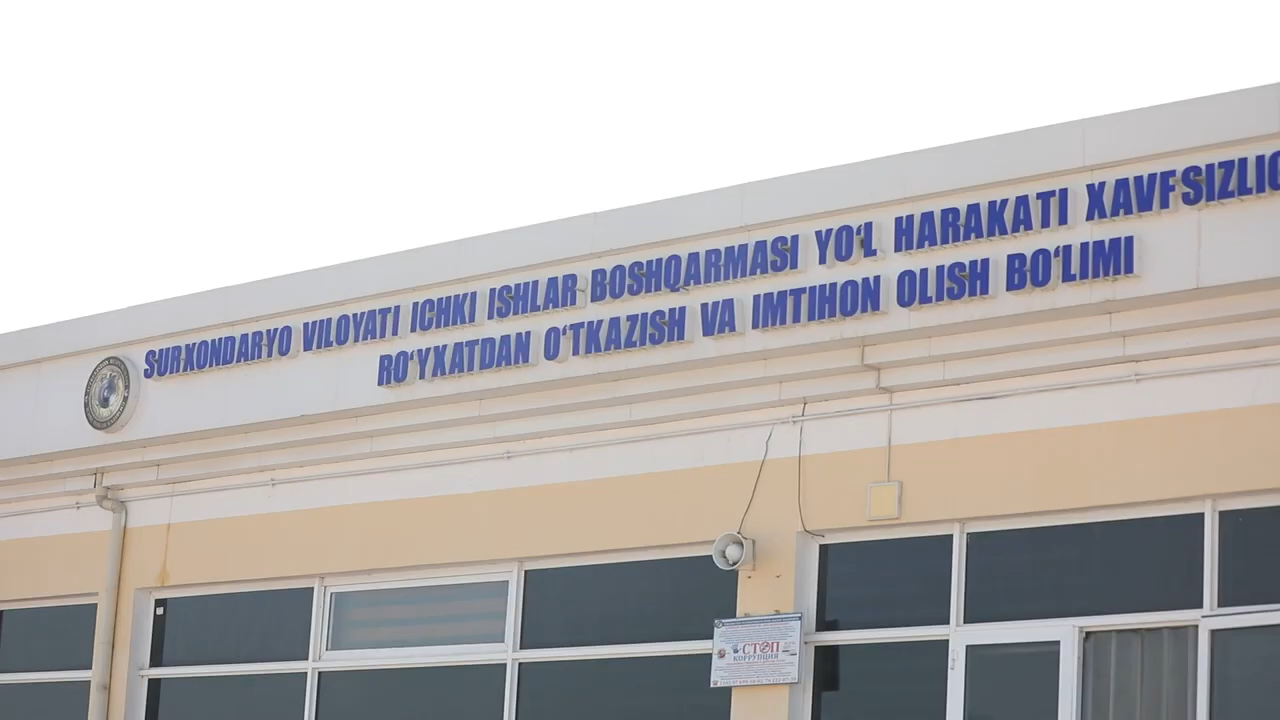 SURXONDARYO VILOYATI ICHKI ISHLAR BOSHQARMASI YO‘L HARAKATI XAVFSIZLIG
RO‘YXATDAN O‘TKAZISH VA IMTIHON OLISH BO‘LIMI
СТОП
КОРРУПЦИЯ